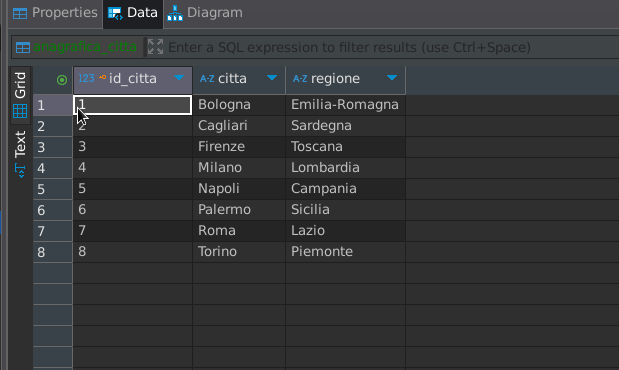 Properties Data Diagram
anagrafica_citta Enter a SQL expression to filter results (use Ctrl+Space)
Grid
Text
123 id_citta A-Z citta A-Z regione
1 1 Bologna Emilia-Romagna
2 2 Cagliari Sardegna
3 3 Firenze Toscana
4 4 Milano Lombardia
5 5 Napoli Campania
6 6 Palermo Sicilia
7 7 Roma Lazio
8 8 Torino Piemonte